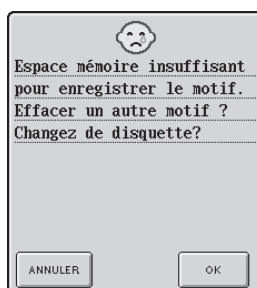 Espace mémoire insuffisant
pour enregistrer le motif.
Effacer un autre motif ?
Changez de disquette?
ANNULER
OK